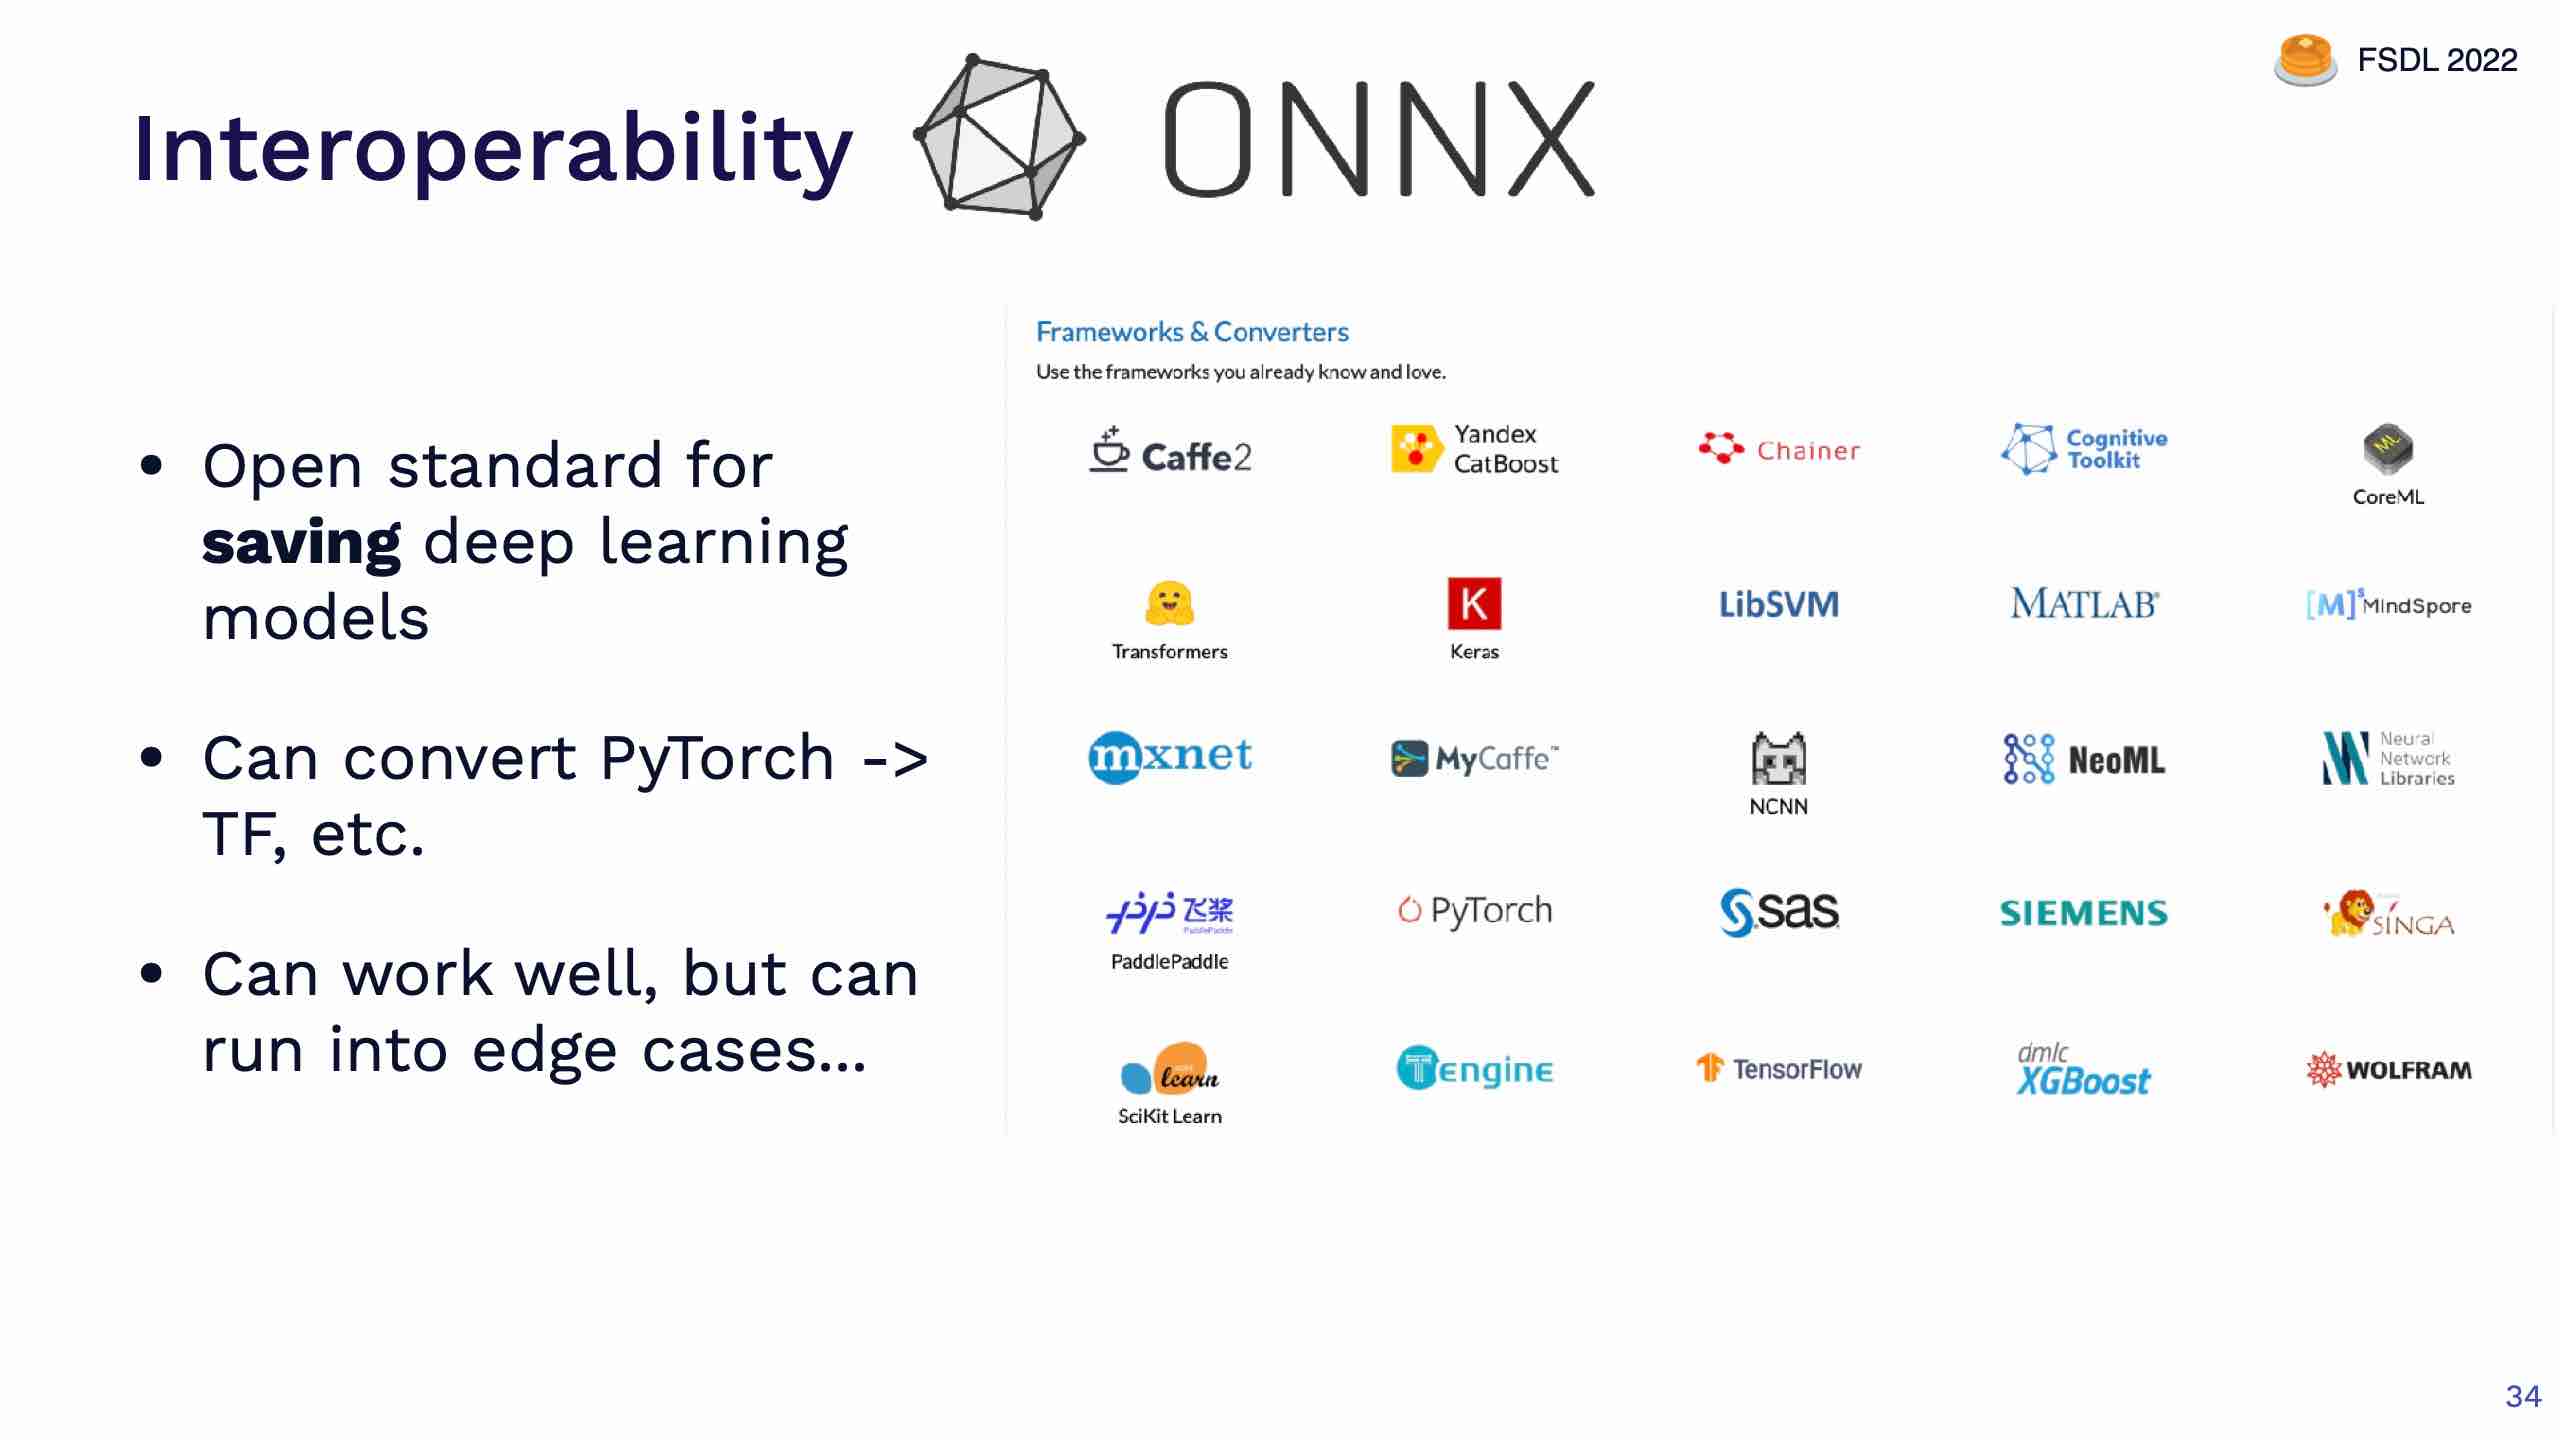 FSDL 2022
Interoperability
ONNX
• Open standard for
saving deep learning
models
• Can convert PyTorch ->
TF, etc.
• Can work well, but can
run into edge cases...
Frameworks & Converters
Use the frameworks you already know and love.
Caffe2
Yandex
CatBoost
Chainer
Cognitive
Toolkit
ML
CoreML
Transformers
K
Keras
LibSVM
MATLAB®
[M]s MindSpore
mxnet
MyCaffe™
NCNN
NeoML
Neural
Network
Libraries
飞桨
PaddlePaddle
PaddlePaddle
PyTorch
sas
SIEMENS
SINGA
learn
SciKit Learn
Tengine
TensorFlow
dmlc
XGBoost
WOLFRAM
34